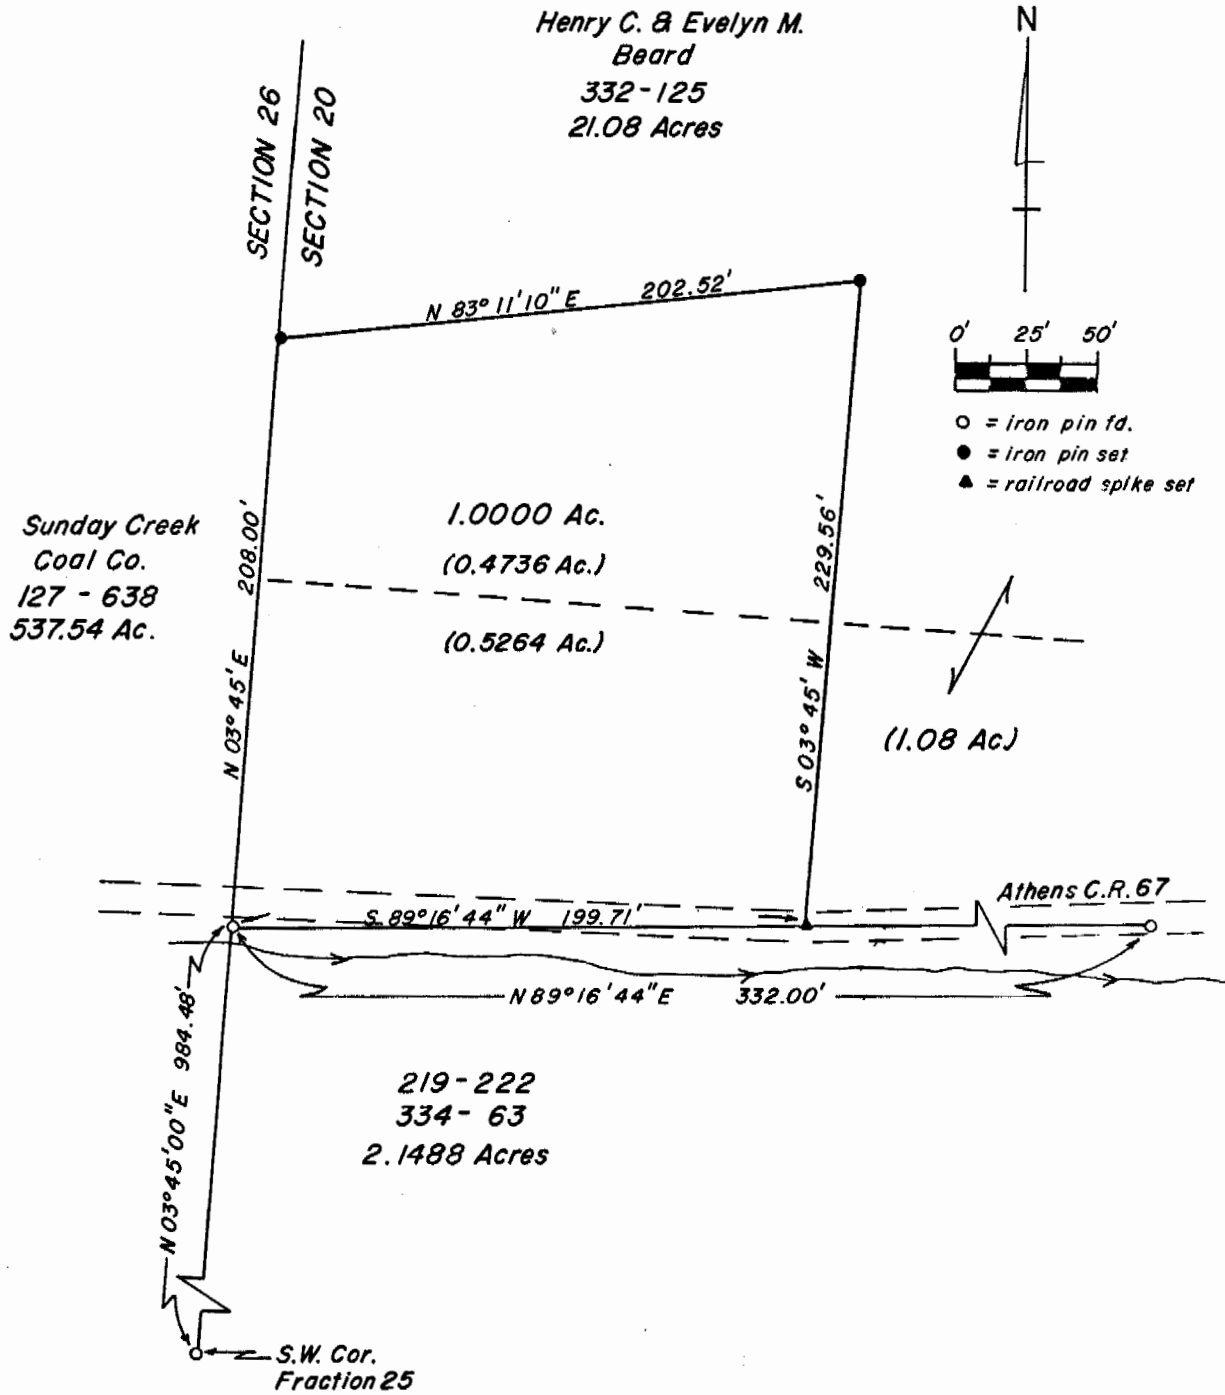 Henry C. & Evelyn M.
Beard
332-125
21.08 Acres
N
SECTION 26
SECTION 20
N 83° 11' 10" E 202.52'
0' 25' 50'
○ = iron pin fd.
● = iron pin set
▲ = railroad spike set
Sunday Creek
Coal Co.
127 - 638
537.54 Ac.
N 03° 45' E 208.00'
1.0000 Ac.
(0.4736 Ac.)
(0.5264 Ac.)
S 03° 45' W 229.56'
(1.08 Ac.)
Athens C.R. 67
S 89° 16' 44" W 199.71'
N 89° 16' 44" E 332.00'
N 03° 45' 00" E 984.48'
219 - 222
334 - 63
2.1488 Acres
S.W. Cor.
Fraction 25